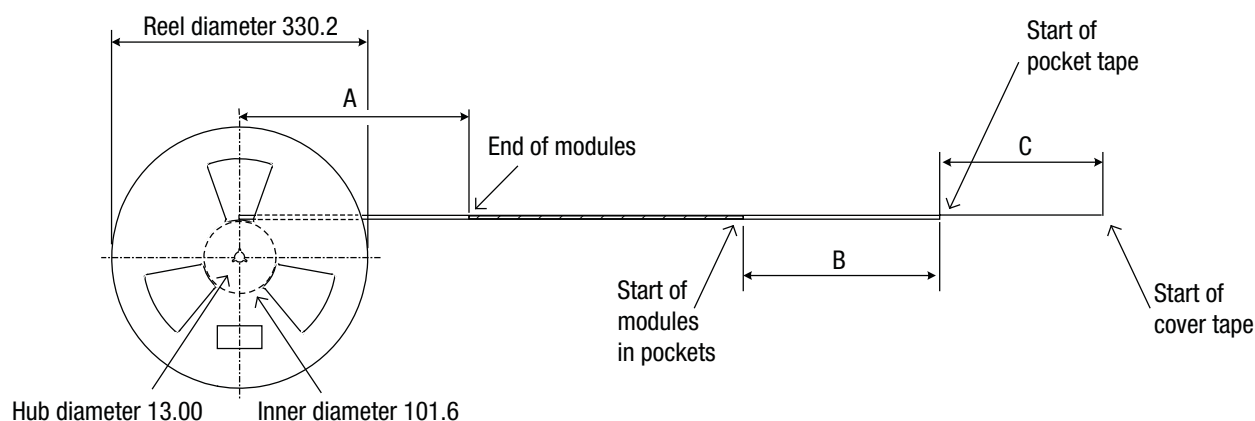 Reel diameter 330.2
A
End of modules
Start of
pocket tape
C
B
Start of
modules
in pockets
Start of
cover tape
Hub diameter 13.00
Inner diameter 101.6